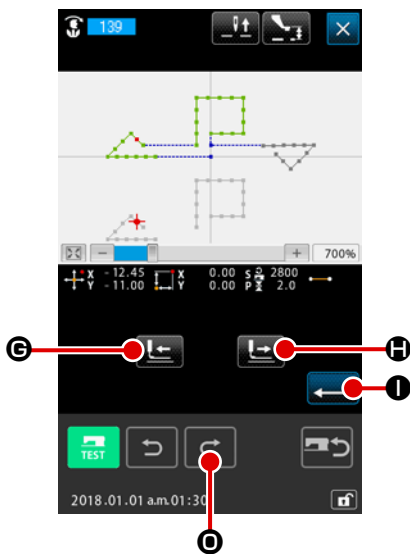 139
700%
X -12.45 X 0.00 S 2800
Y -11.00 Y 0.00 P 2.0
G H
I
TEST
2018.01.01 a.m.01:30
O